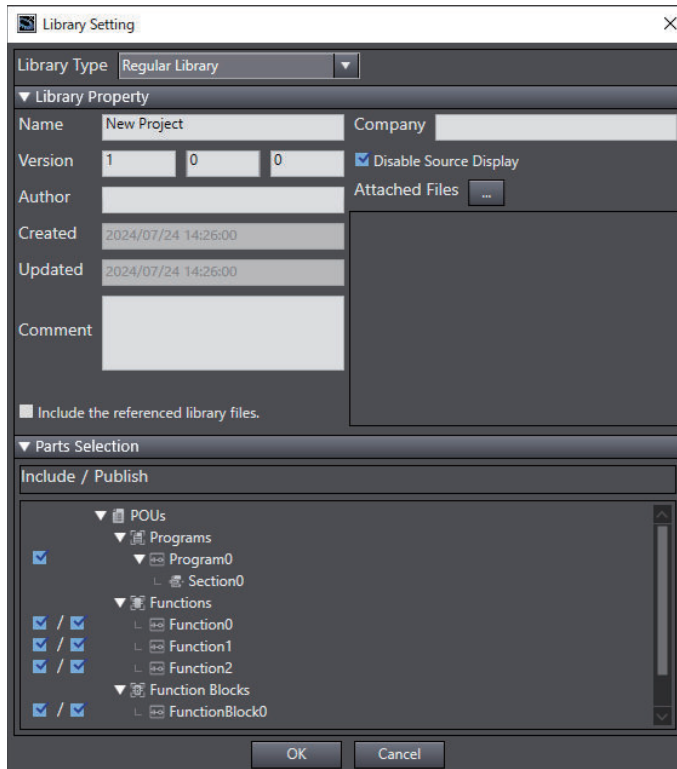 Library Setting
Library Type Regular Library
Library Property
Name New Project Company
Version 1 0 0 Disable Source Display
Author Attached Files ...
Created 2024/07/24 14:26:00
Updated 2024/07/24 14:26:00
Comment
Include the referenced library files.
Parts Selection
Include / Publish
POUs
Programs
Program0
Section0
Functions
/ Function0
/ Function1
/ Function2
Function Blocks
/ FunctionBlock0
OK Cancel